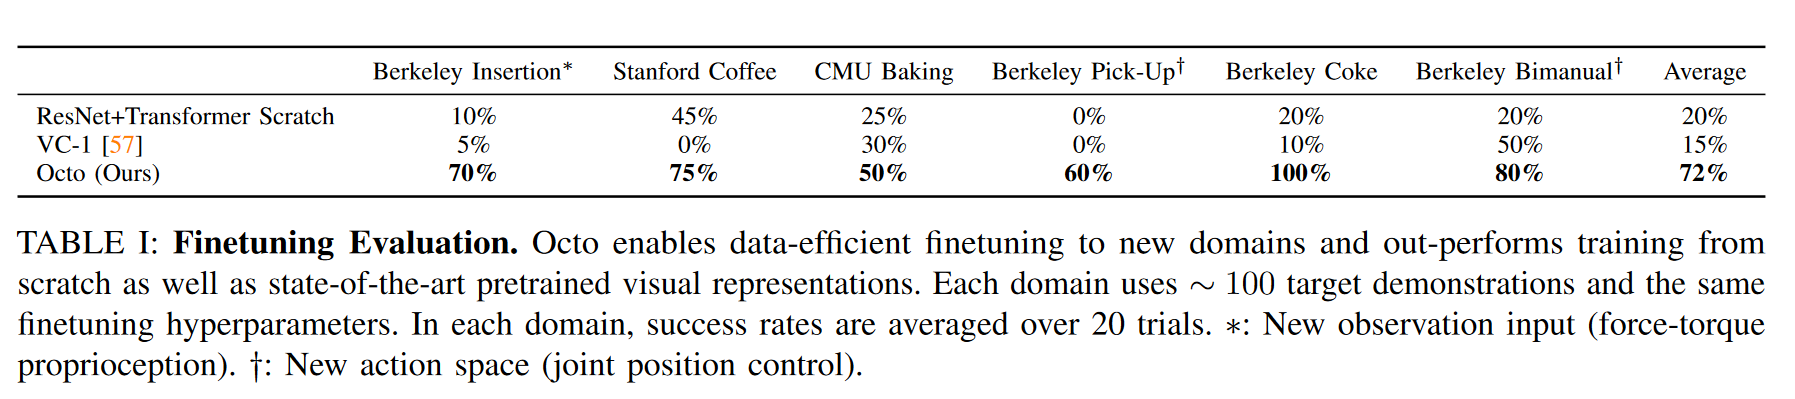 Berkeley Insertion* Stanford Coffee CMU Baking Berkeley Pick-Up† Berkeley Coke Berkeley Bimanual† Average
ResNet+Transformer Scratch 10% 45% 25% 0% 20% 20% 20%
VC-1 [57] 5% 0% 30% 0% 10% 50% 15%
Octo (Ours) 70% 75% 50% 60% 100% 80% 72%
TABLE I: Finetuning Evaluation. Octo enables data-efficient finetuning to new domains and out-performs training from
scratch as well as state-of-the-art pretrained visual representations. Each domain uses ∼ 100 target demonstrations and the same
finetuning hyperparameters. In each domain, success rates are averaged over 20 trials. ∗: New observation input (force-torque
proprioception). †: New action space (joint position control).